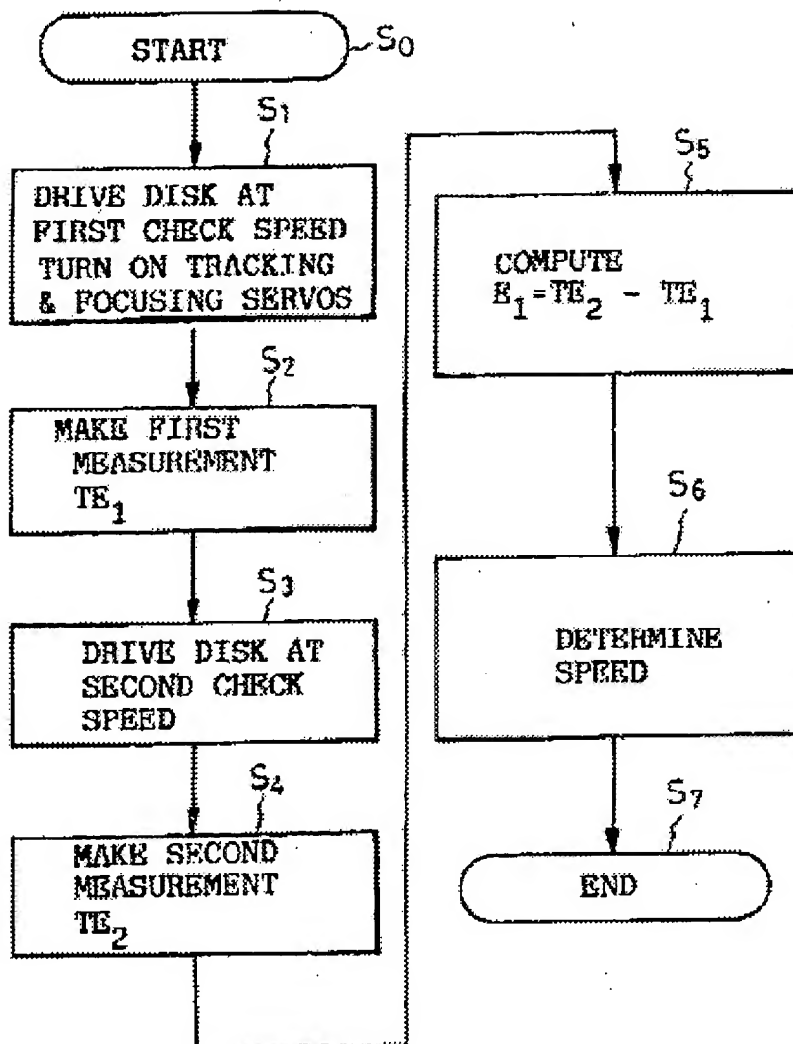 START
S0
S1
DRIVE DISK AT
FIRST CHECK SPEED
TURN ON TRACKING
& FOCUSING SERVOS
S2
MAKE FIRST
MEASUREMENT
TE1
S3
DRIVE DISK AT
SECOND CHECK
SPEED
S4
MAKE SECOND
MEASUREMENT
TE2
S5
COMPUTE
E1=TE2 - TE1
S6
DETERMINE
SPEED
S7
END